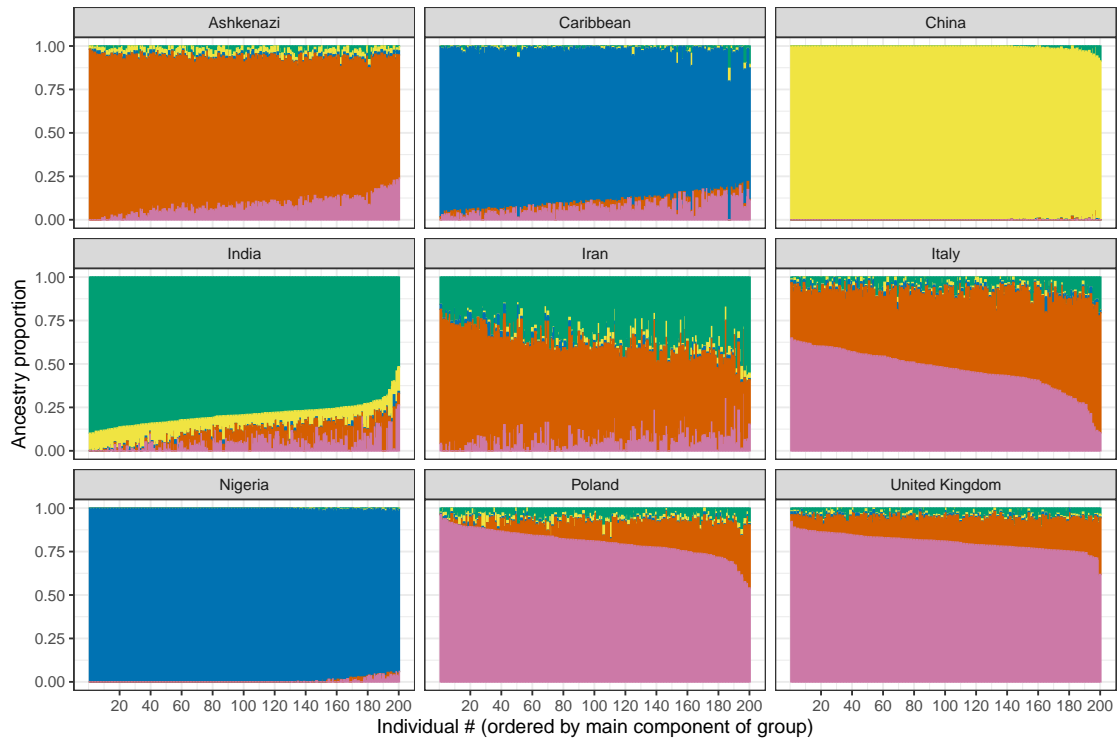 Ashkenazi Caribbean China
1.00
0.75
0.50
0.25
0.00
India Iran Italy
1.00
0.75
0.50
0.25
0.00
Nigeria Poland United Kingdom
1.00
0.75
0.50
0.25
0.00
Ancestry proportion
20 40 60 80 100 120 140 160 180 200 20 40 60 80 100 120 140 160 180 200 20 40 60 80 100 120 140 160 180 200
Individual # (ordered by main component of group)